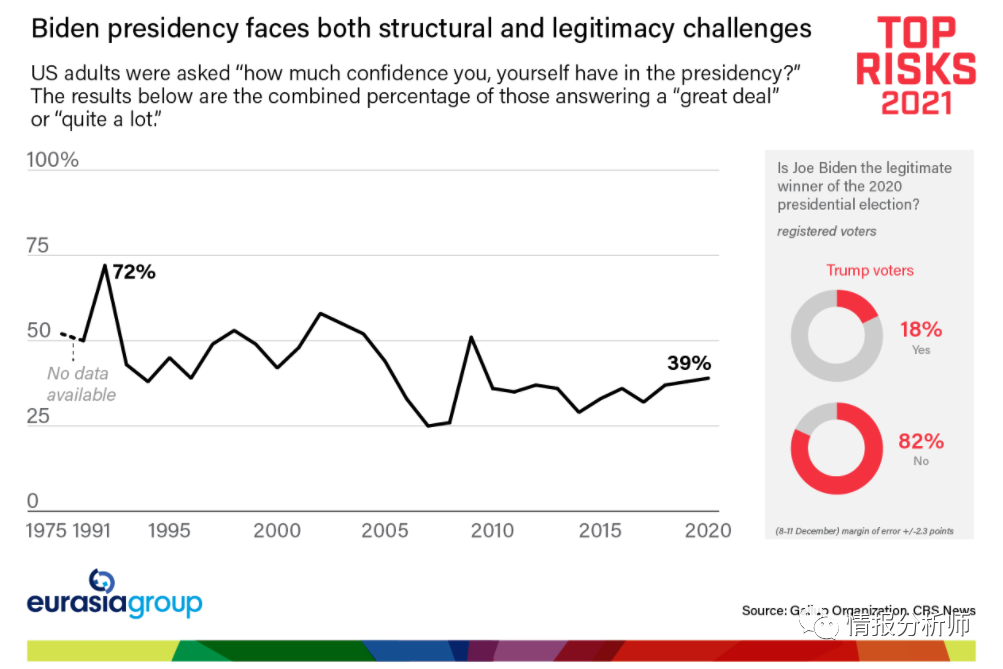 Biden presidency faces both structural and legitimacy challenges
TOP
RISKS
2021
US adults were asked “how much confidence you, yourself have in the presidency?”
The results below are the combined percentage of those answering a “great deal”
or “quite a lot.”
100%
75
50
25
0
72%
39%
No data
available
1975 1991 1995 2000 2005 2010 2015 2020
Is Joe Biden the legitimate
winner of the 2020
presidential election?
registered voters
Trump voters
18%
Yes
82%
No
(8-11 December) margin of error +/-2.3 points
eurasiagroup
Source: Organization, CBS News
情报分析师